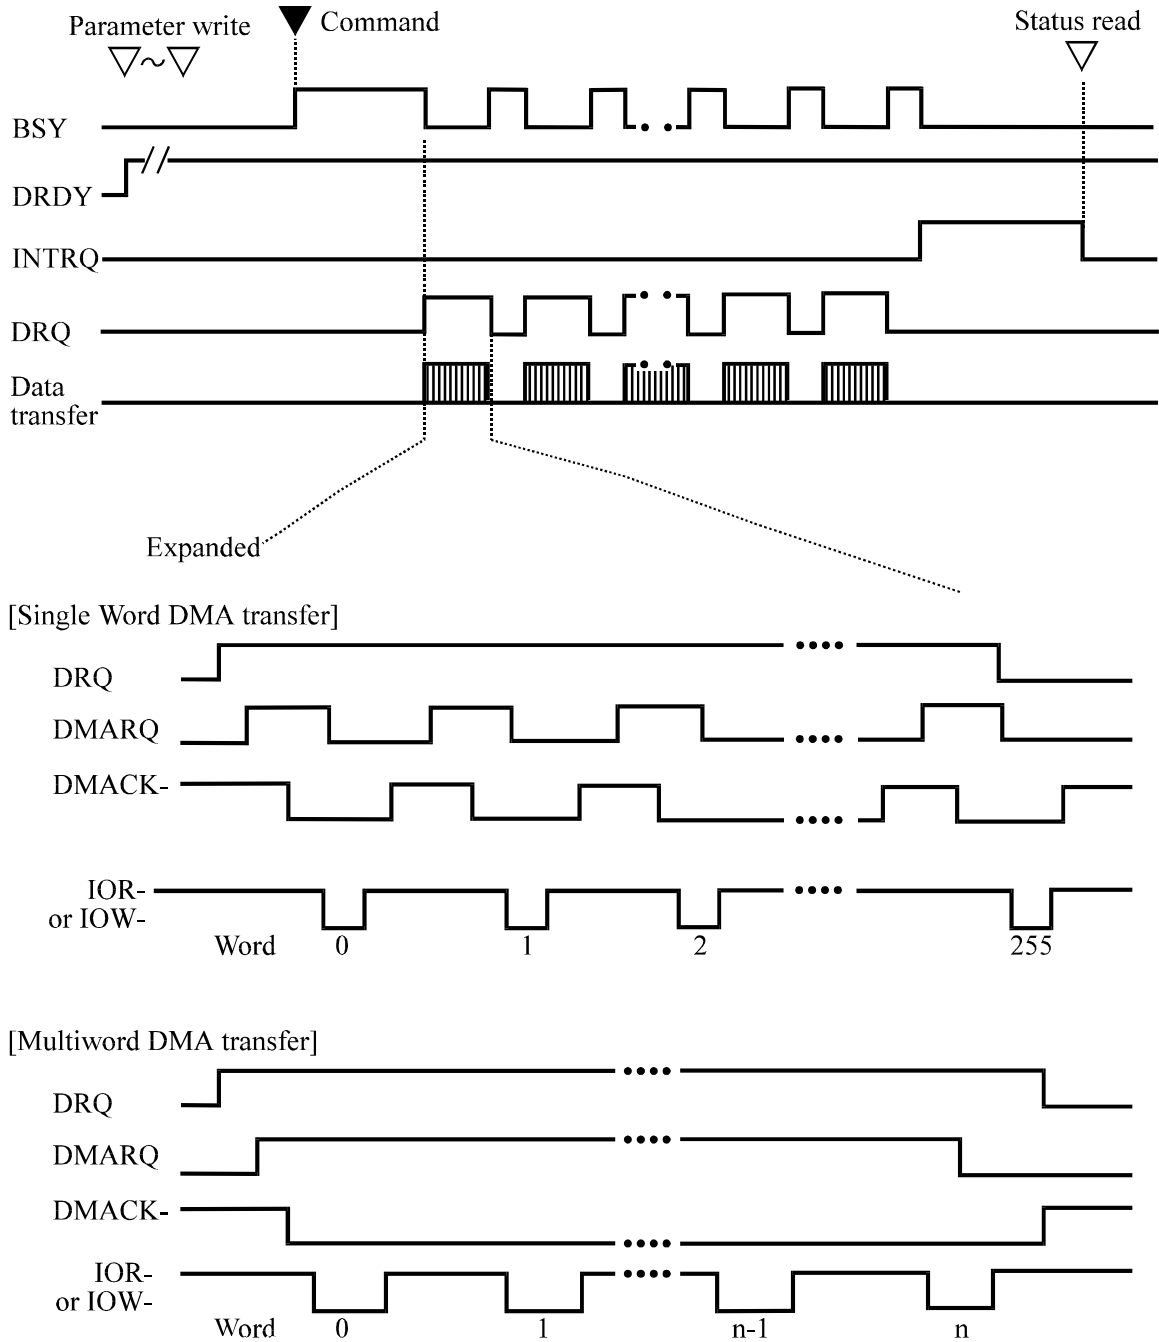 Parameter write
Command
Status read
BSY
DRDY
INTRQ
DRQ
Data
transfer
Expanded
[Single Word DMA transfer]
DRQ
DMARQ
DMACK-
IOR-
or IOW-
Word 0 1 2 255
[Multiword DMA transfer]
DRQ
DMARQ
DMACK-
IOR-
or IOW-
Word 0 1 n-1 n